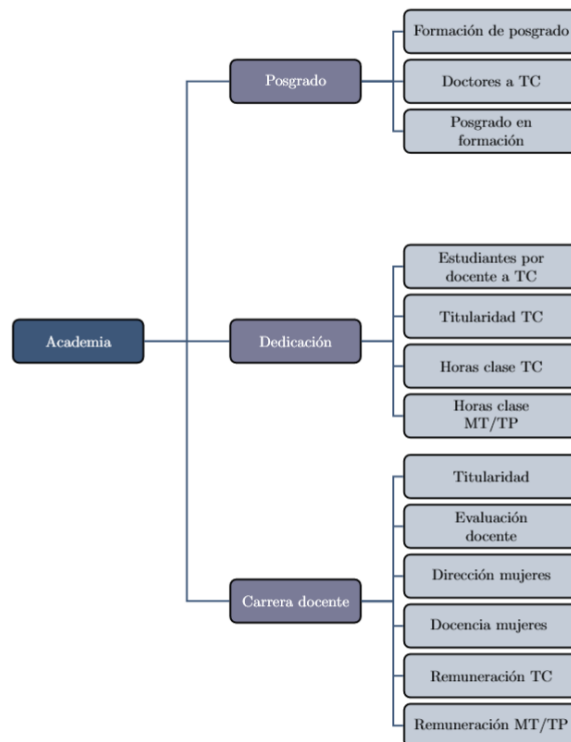 Academia
Posgrado
Formación de posgrado
Doctores a TC
Posgrado en
formación
Dedicación
Estudiantes por
docente a TC
Titularidad TC
Horas clase TC
Horas clase
MT/TP
Carrera docente
Titularidad
Evaluación
docente
Dirección mujeres
Docencia mujeres
Remuneración TC
Remuneración MT/TP